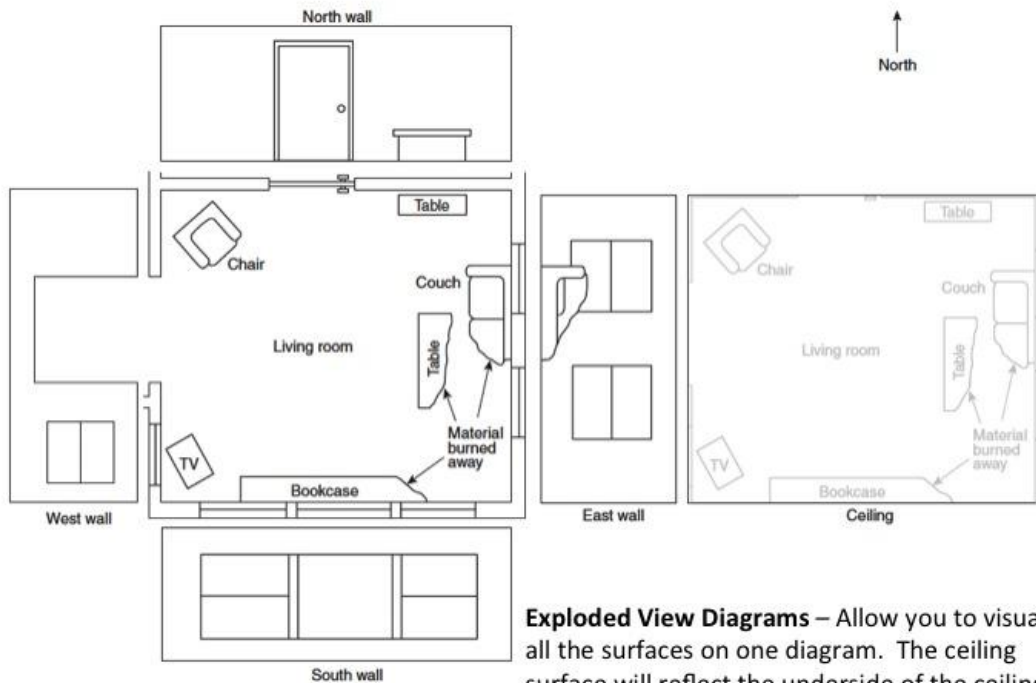 North wall
North
Table
Chair
Couch
Living room
Table
Material
burned
away
TV
Bookcase
West wall
East wall
Table
Chair
Couch
Living room
Table
Material
burned
away
TV
Bookcase
Ceiling
South wall
Exploded View Diagrams – Allow you to visua
all the surfaces on one diagram. The ceiling
surface will reflect the underside of the ceilin